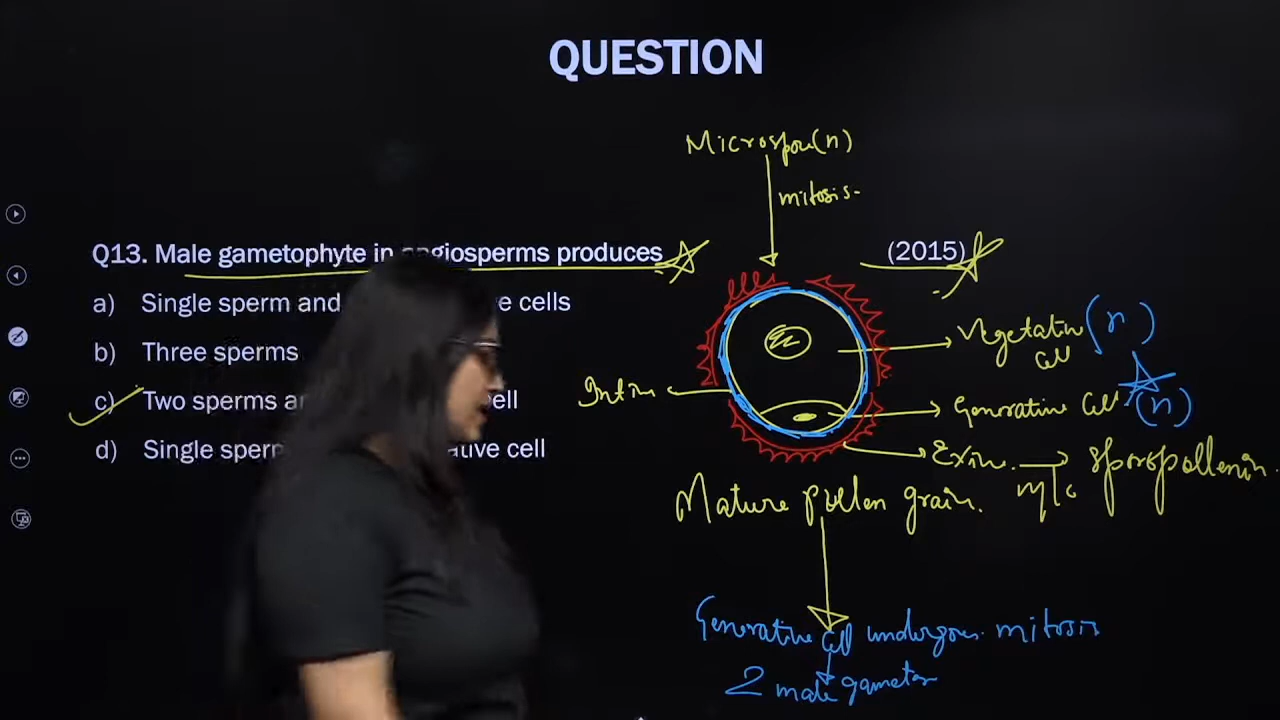 QUESTION
Microspore(n)
mitosis-
Q13. Male gametophyte in angiosperms produces
(2015)
a) Single sperm and e cells
b) Three sperms
c) Two sperms ell
d) Single sperm ative cell
Vegetative Cell (n)
Intine
Generative Cell (n)
Exine m/c sporopollenin.
Mature pollen grain.
Generative Cell undergoes mitosis
2 male gametes